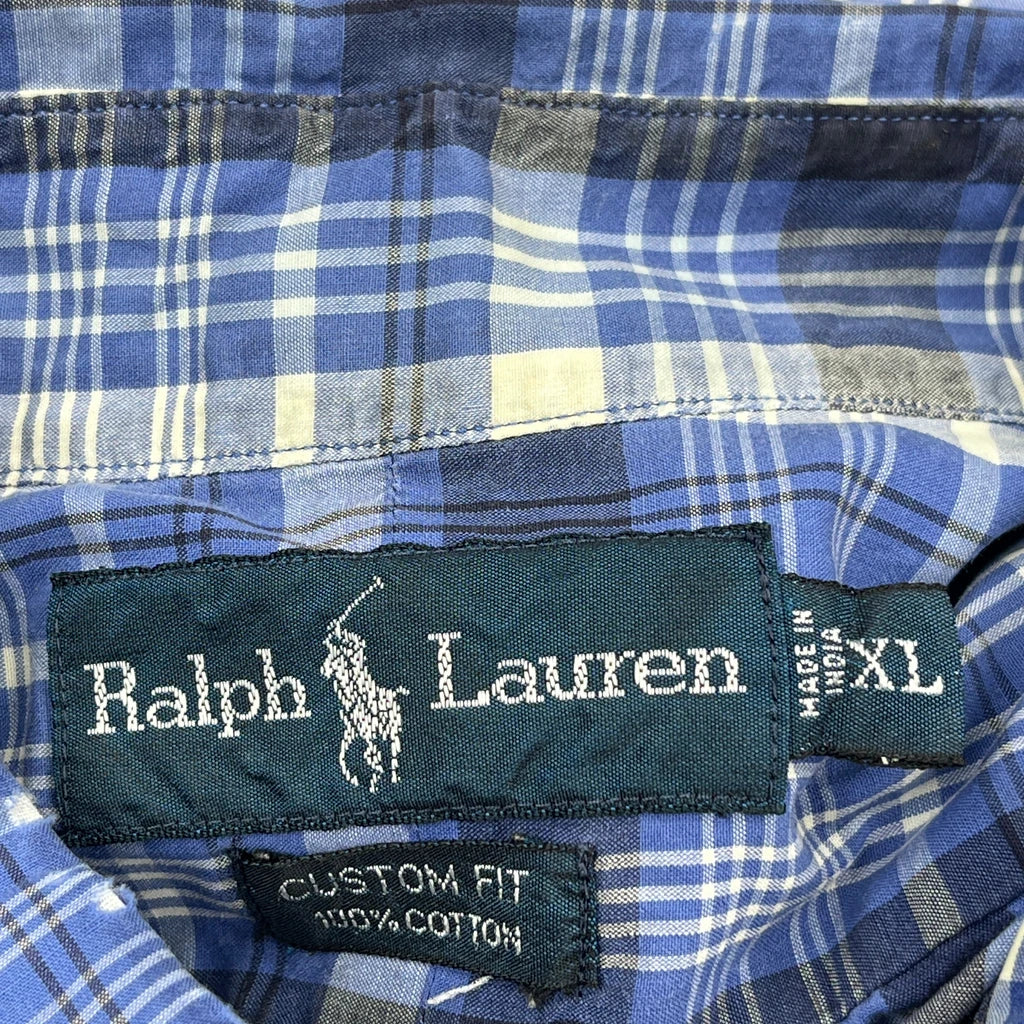 Ralph Lauren
MADE IN
INDIA
XL
CUSTOM FIT
100% COTTON